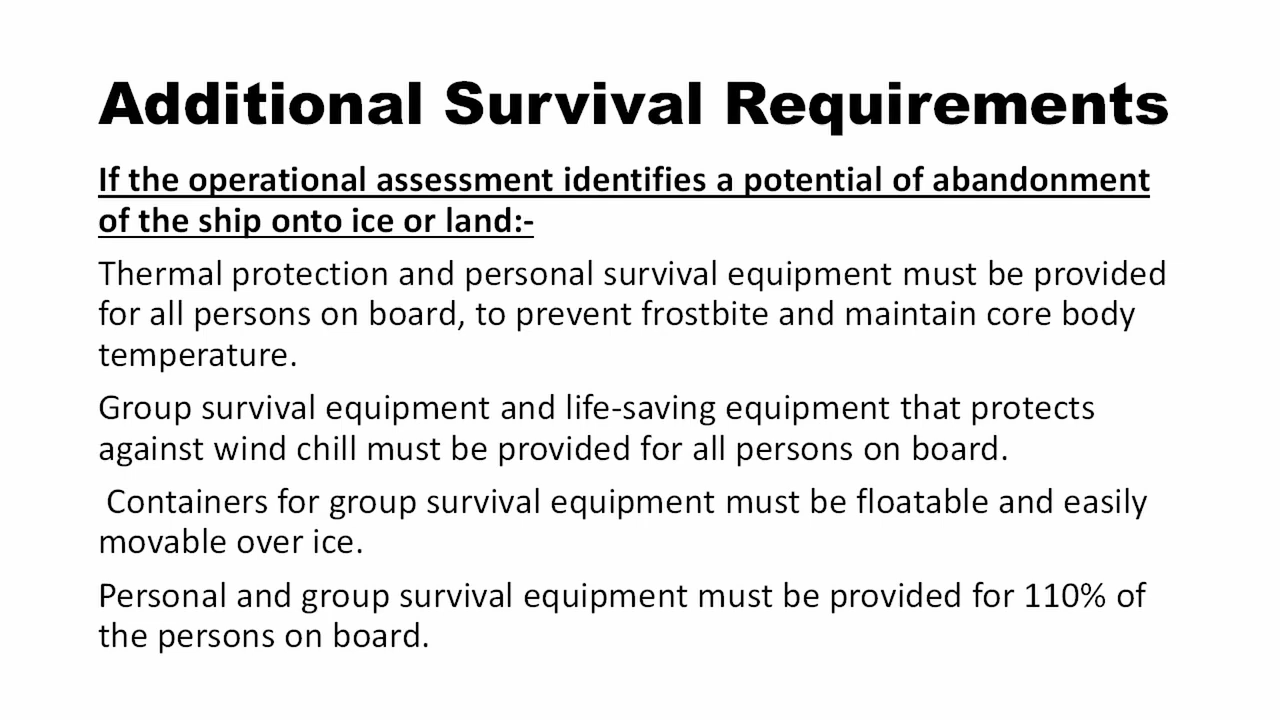 Additional Survival Requirements
If the operational assessment identifies a potential of abandonment
of the ship onto ice or land:-
Thermal protection and personal survival equipment must be provided
for all persons on board, to prevent frostbite and maintain core body
temperature.
Group survival equipment and life-saving equipment that protects
against wind chill must be provided for all persons on board.
Containers for group survival equipment must be floatable and easily
movable over ice.
Personal and group survival equipment must be provided for 110% of
the persons on board.